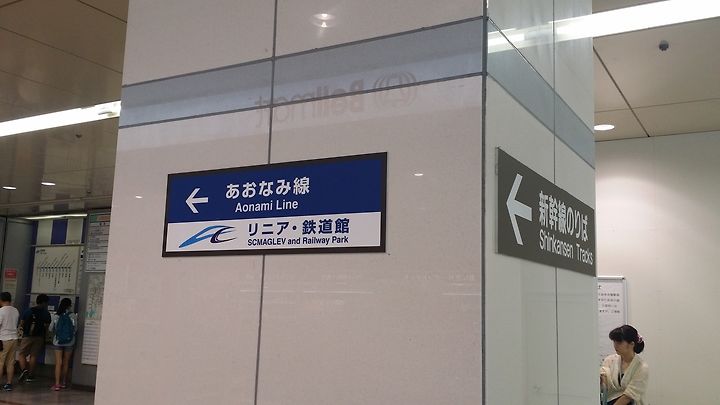 あおなみ線
Aonami Line
リニア・鉄道館
SCMAGLEV and Railway Park
新幹線のりば
Shinkansen Tracks
Bellmart